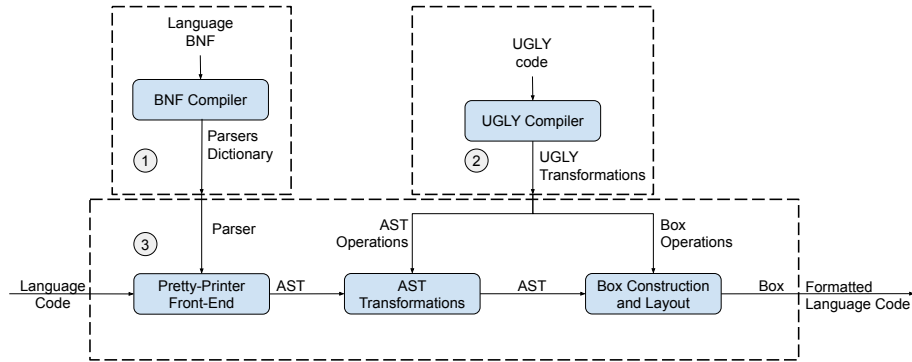 Language
BNF
BNF Compiler
Parsers
Dictionary
1
UGLY
code
UGLY Compiler
2
UGLY
Transformations
3
Parser
AST
Operations
Box
Operations
Language
Code
Pretty-Printer
Front-End
AST
AST
Transformations
AST
Box Construction
and Layout
Box
Formatted
Language Code